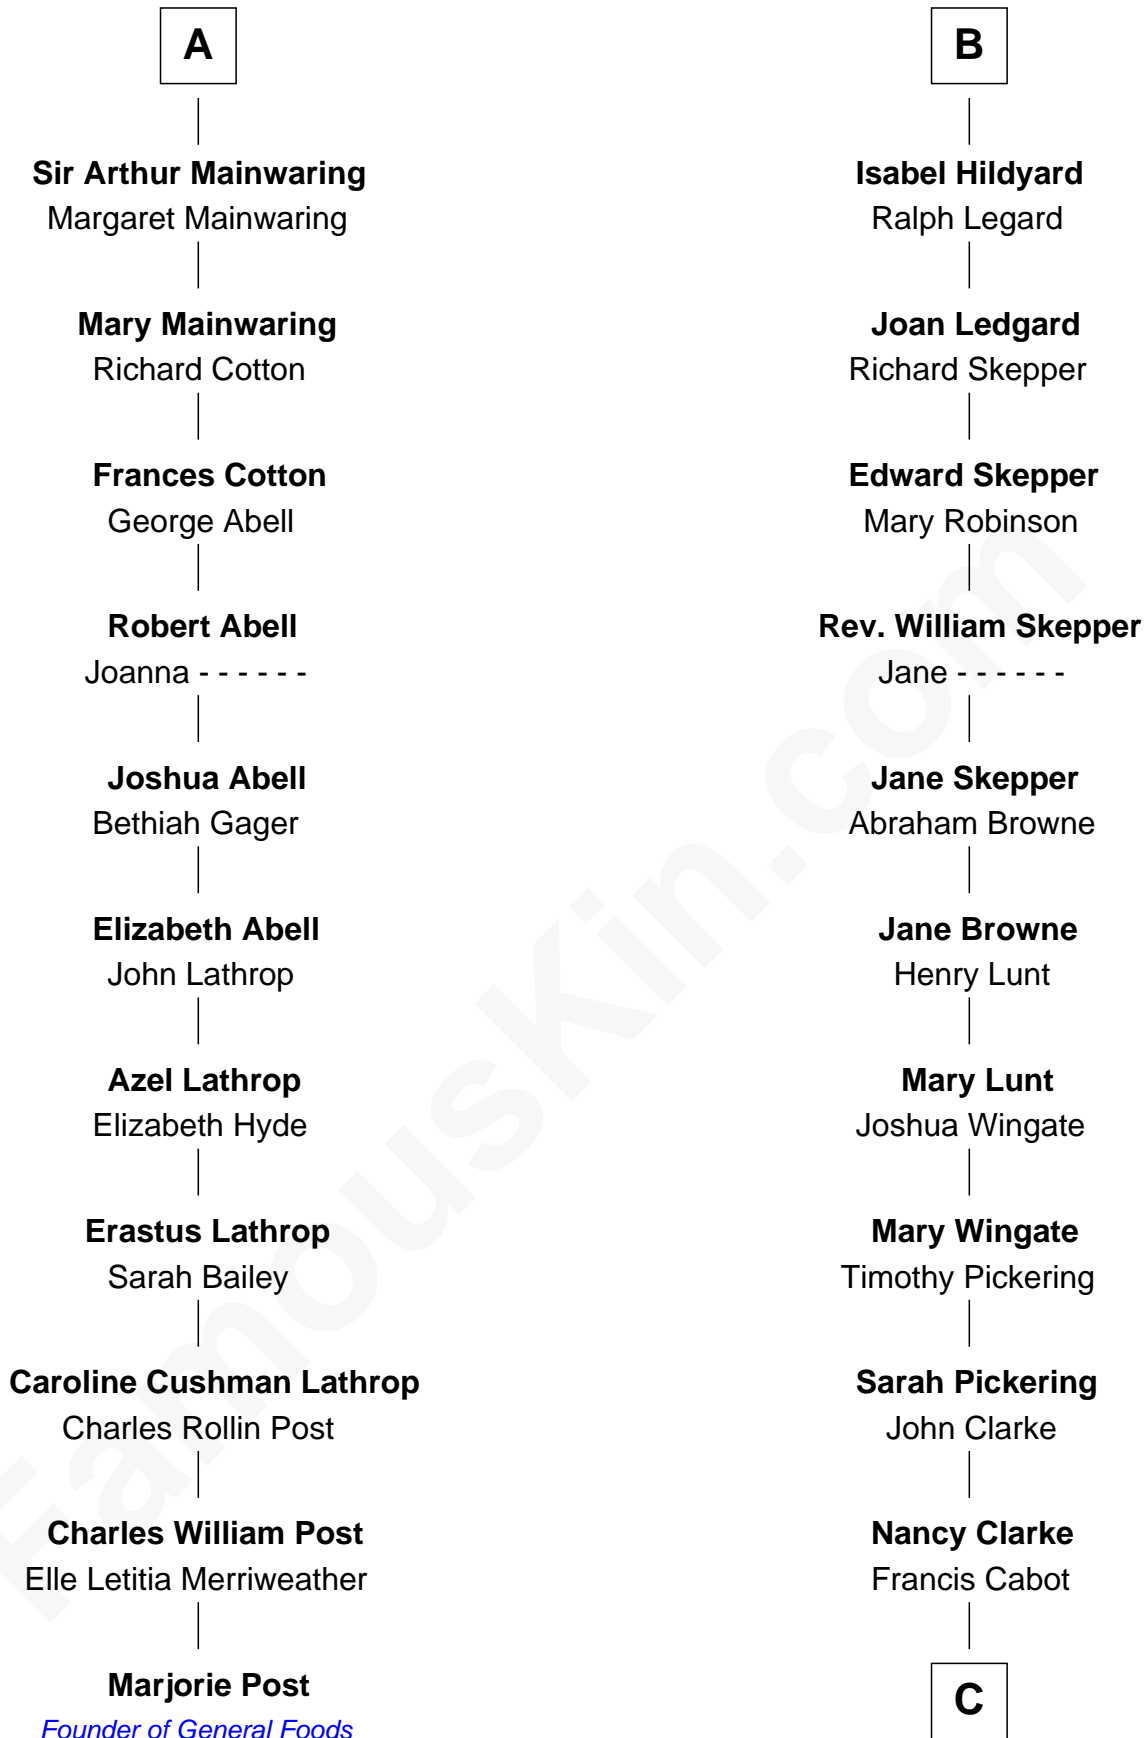 A
Sir Arthur Mainwaring
Margaret Mainwaring
Mary Mainwaring
Richard Cotton
Frances Cotton
George Abell
Robert Abell
Joanna - - - - - -
Joshua Abell
Bethiah Gager
Elizabeth Abell
John Lathrop
Azel Lathrop
Elizabeth Hyde
Erastus Lathrop
Sarah Bailey
Caroline Cushman Lathrop
Charles Rollin Post
Charles William Post
Elle Letitia Merriweather
Marjorie Post
Founder of General Foods
B
Isabel Hildyard
Ralph Legard
Joan Ledgard
Richard Skepper
Edward Skepper
Mary Robinson
Rev. William Skepper
Jane - - - - - -
Jane Skepper
Abraham Browne
Jane Browne
Henry Lunt
Mary Lunt
Joshua Wingate
Mary Wingate
Timothy Pickering
Sarah Pickering
John Clarke
Nancy Clarke
Francis Cabot
C
FamousKin.com